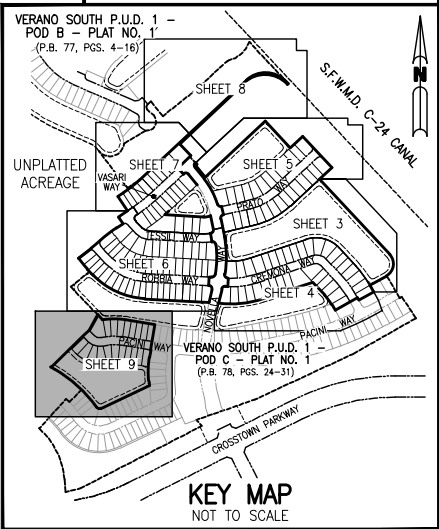 VERANO SOUTH P.U.D. 1 –
POD B – PLAT NO. 1
(P.B. 77, PGS. 4–16)
S.F.W.M.D. C–24 CANAL
N
SHEET 8
UNPLATTED
ACREAGE
SHEET 7
VASARI
WAY
SHEET 5
PRATO WAY
TESSIL WAY
SHEET 3
SHEET 6
ROBBIA WAY
NOVELLA WAY
CREMONA WAY
SHEET 4
PACINI WAY
PACINI WAY
SHEET 9
VERANO SOUTH P.U.D. 1 –
POD C – PLAT NO. 1
(P.B. 78, PGS. 24–31)
CROSSTOWN PARKWAY
KEY MAP
NOT TO SCALE